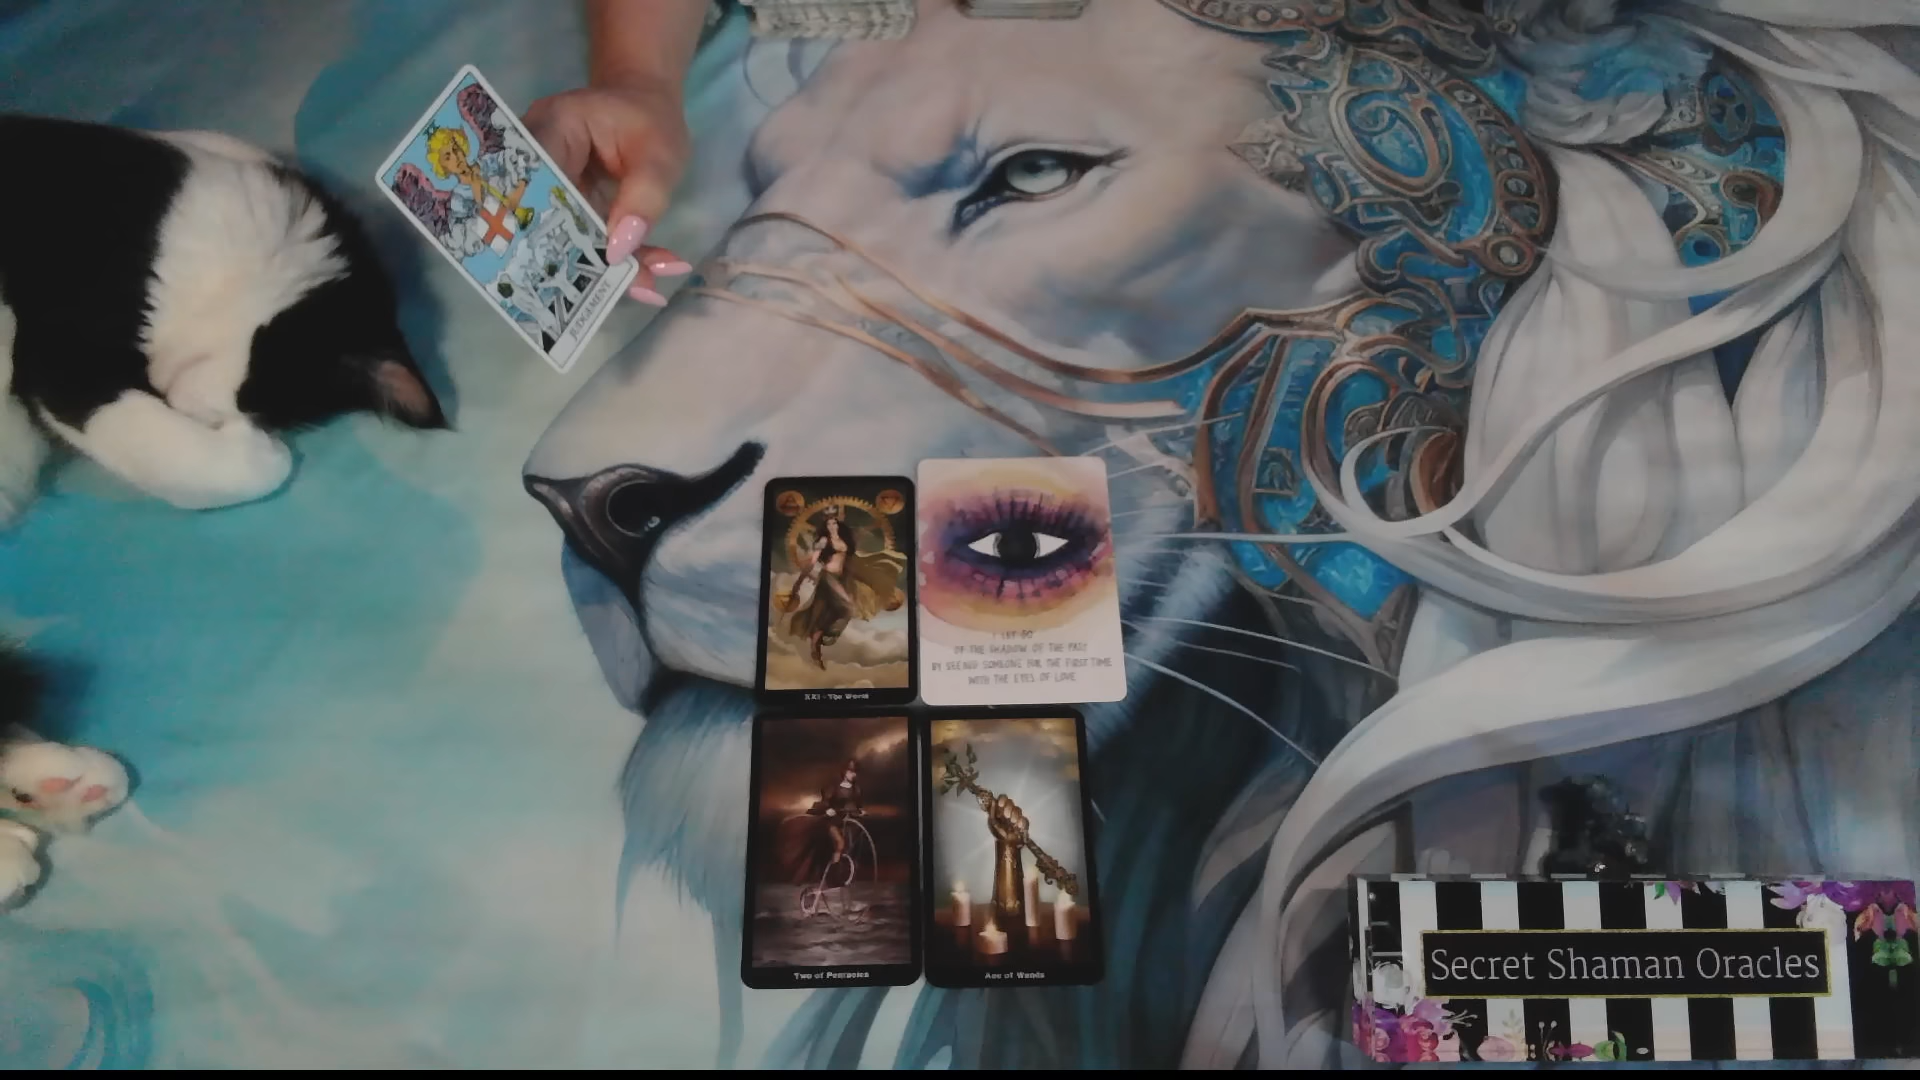 JUDGEMENT
XXI · The World
I LET GO
OF THE SHADOW OF THE PAST
BY SEEING SOMEONE FOR THE FIRST TIME
WITH THE EYES OF LOVE
Two of Pentacles
Ace of Wands
Secret Shaman Oracles